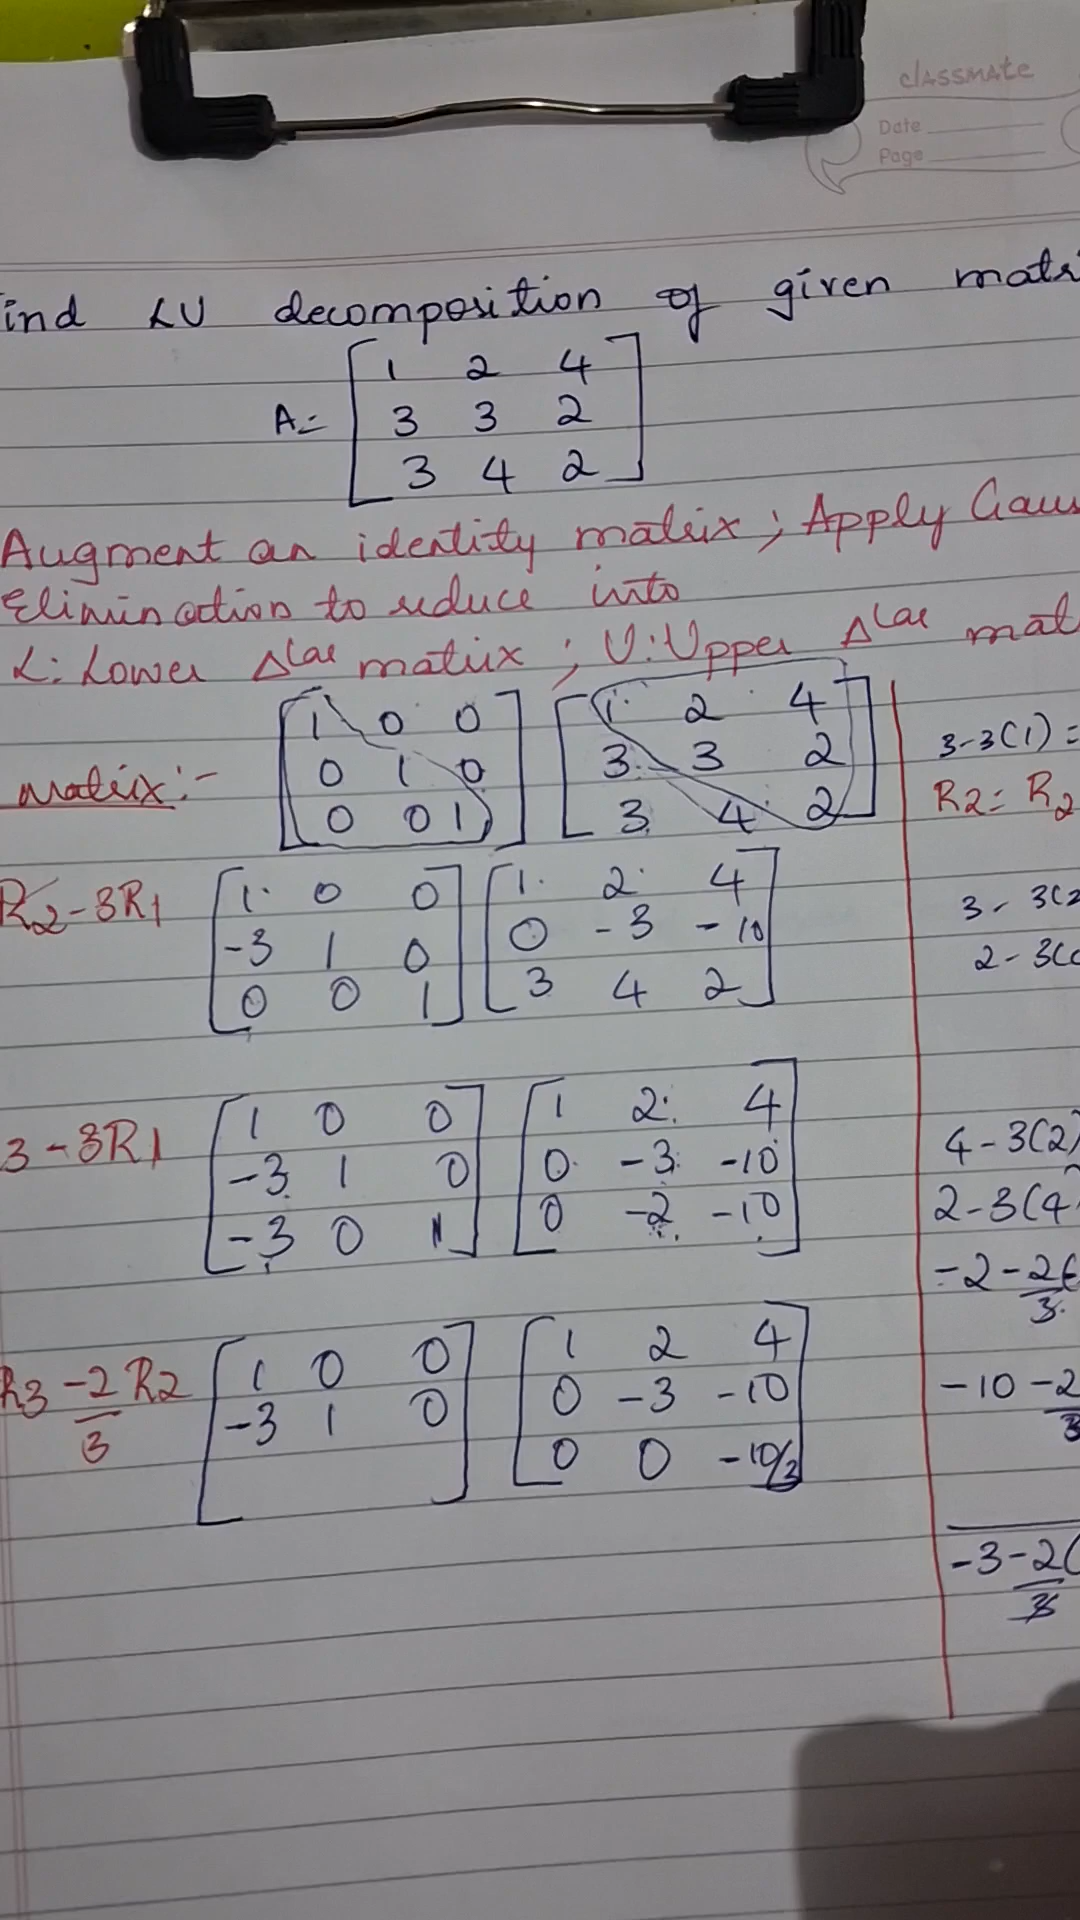 classmate
Date
Page
ind LU decomposition of given matri
A= [ 1 2 4
3 3 2
3 4 2 ]
Augment an identity matrix; Apply Gaus
Elimination to reduce into
L: Lower Δlar matrix; U: Upper Δlar mat
matrix:- [ 1 0 0 ] [ 1 2 4 ] 3-3(1) =
[ 0 1 0 ] [ 3 3 2 ] R2= R2
[ 0 0 1 ] [ 3 4 2 ]
R2-3R1 [ 1 0 0 ] [ 1 2 4 ] 3-3(2
[ -3 1 0 ] [ 0 -3 -10 ] 2-3(
[ 0 0 1 ] [ 3 4 2 ]
3-3R1 [ 1 0 0 ] [ 1 2 4 ] 4-3(2)
[ -3 1 0 ] [ 0 -3 -10 ] 2-3(4
[ -3 0 1 ] [ 0 -2 -10 ] -2-2(/3
R3-2/3 R2 [ 1 0 0 ] [ 1 2 4 ]
[ -3 1 0 ] [ 0 -3 -10 ] -10-2/3
[ 0 0 -10/3 ]
-3-2(/3